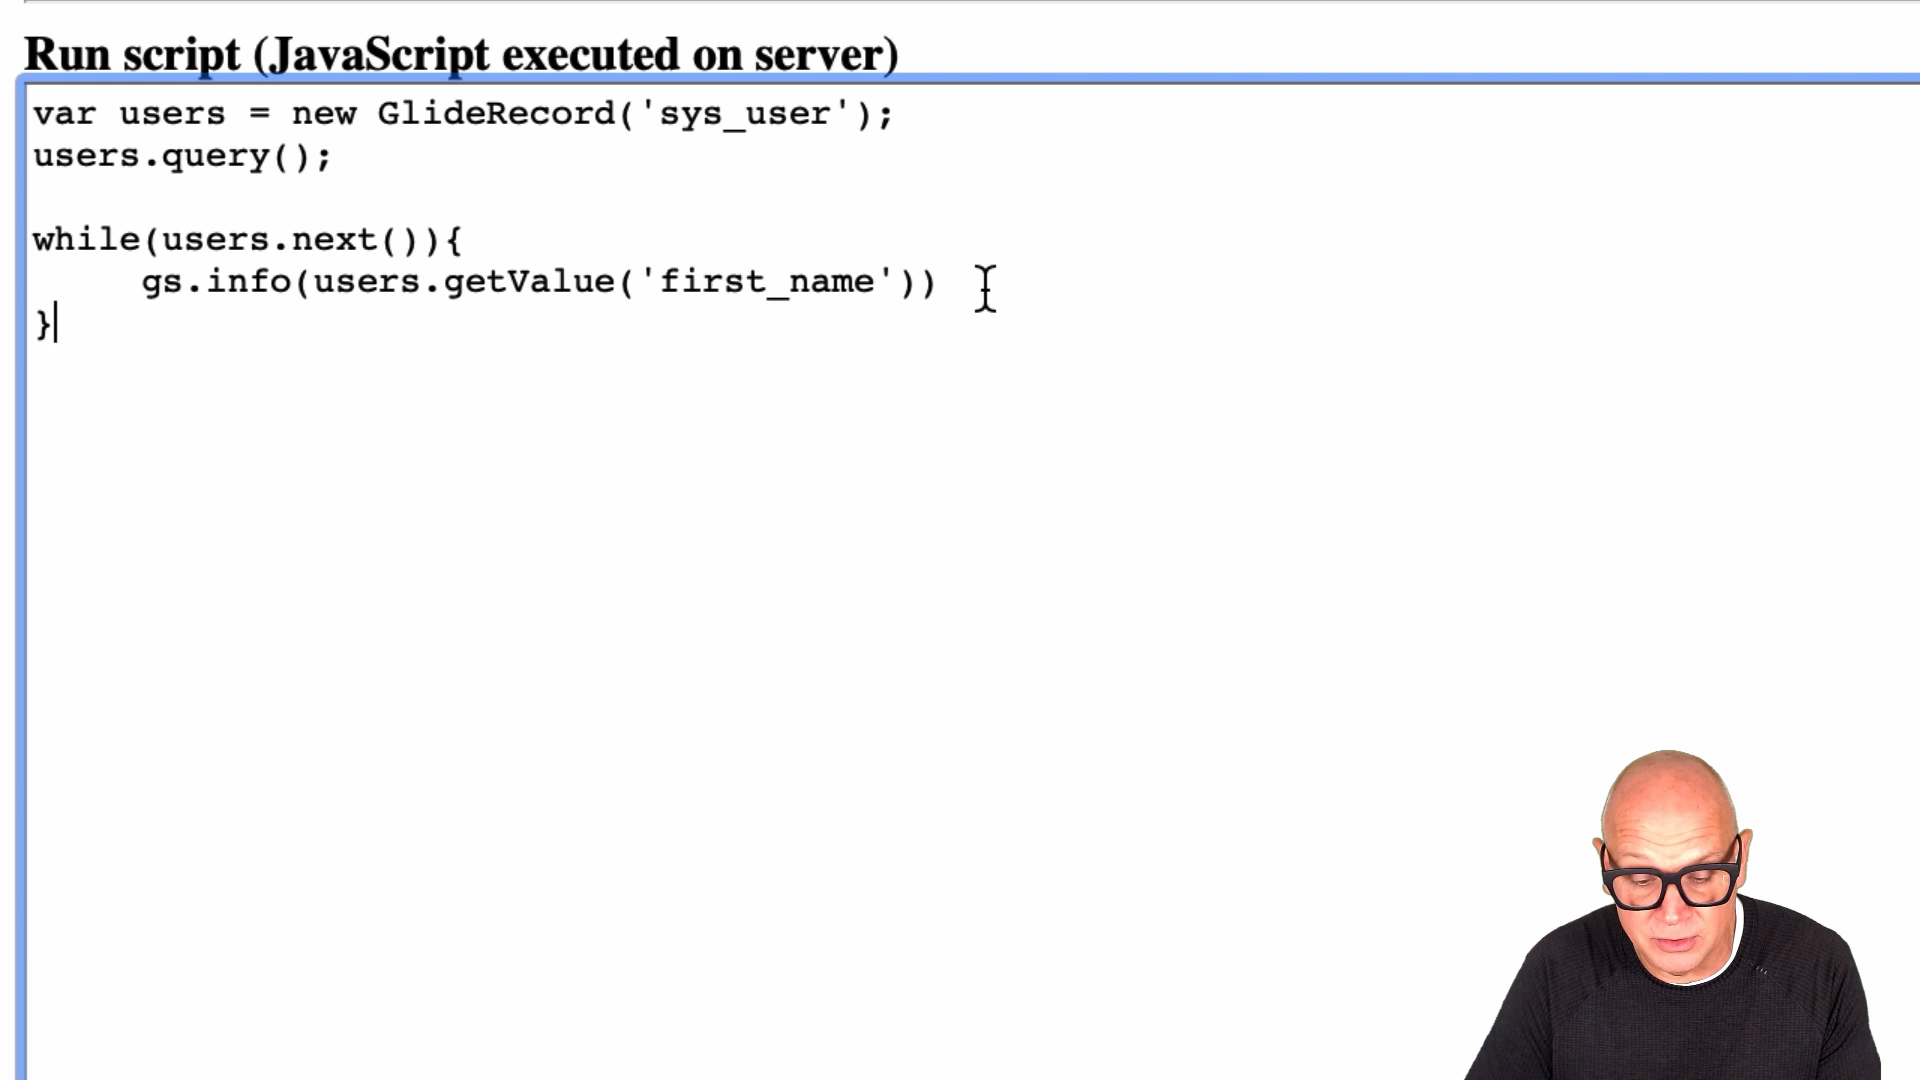 Run script (JavaScript executed on server)
var users = new GlideRecord('sys_user');
users.query();
while(users.next()){
gs.info(users.getValue('first_name'))
}